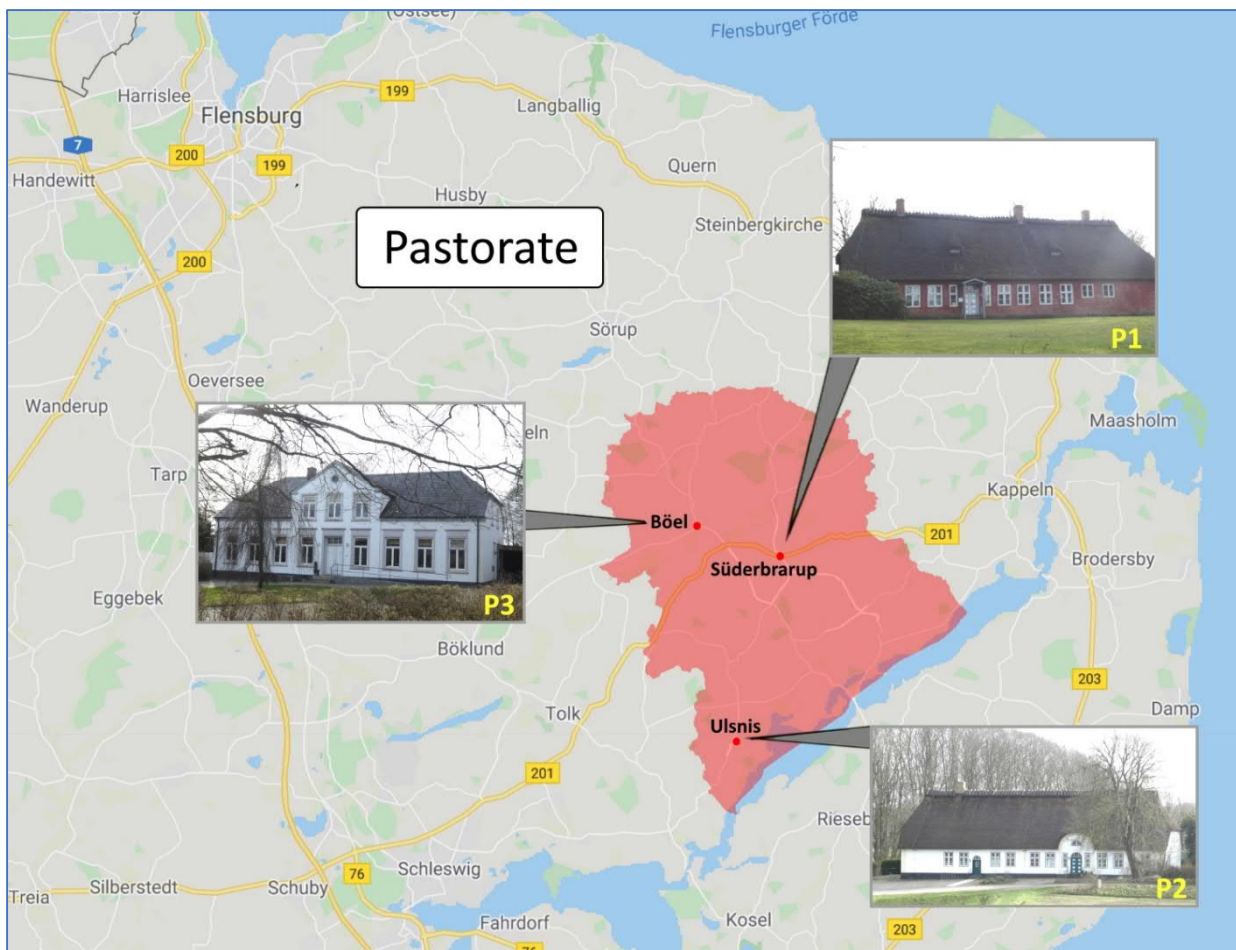 (Ostsee)
Flensburger Förde
Harrislee
199
Langballig
Flensburg
7
200
199
Handewitt
Quern
Husby
Steinbergkirche
Pastorate
200
P1
Sörup
Oeversee
Wanderup
Maasholm
eln
Tarp
Kappeln
Böel
201
Süderbrarup
Brodersby
Eggebek
P3
Böklund
203
Ulsnis
Damp
Tolk
201
Rieseb
Schleswig
76
Silberstedt
Schuby
Treia
P2
Fahrdorf
Kosel
203
76